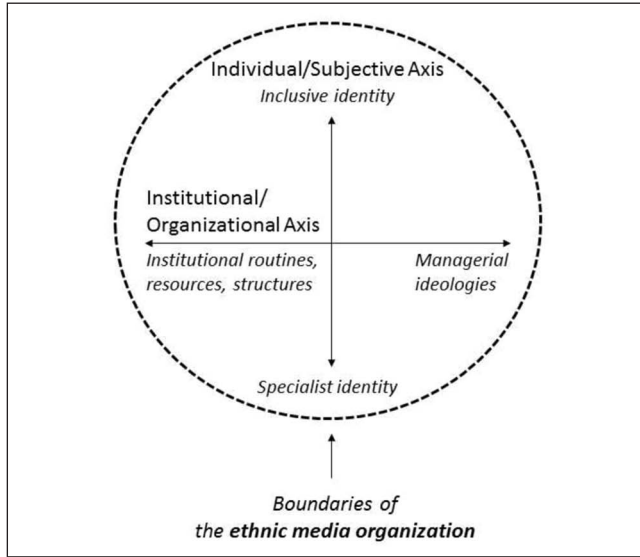 Individual/Subjective Axis
Inclusive identity
Institutional/
Organizational Axis
Institutional routines,
resources, structures
Managerial
ideologies
Specialist identity
Boundaries of
the ethnic media organization